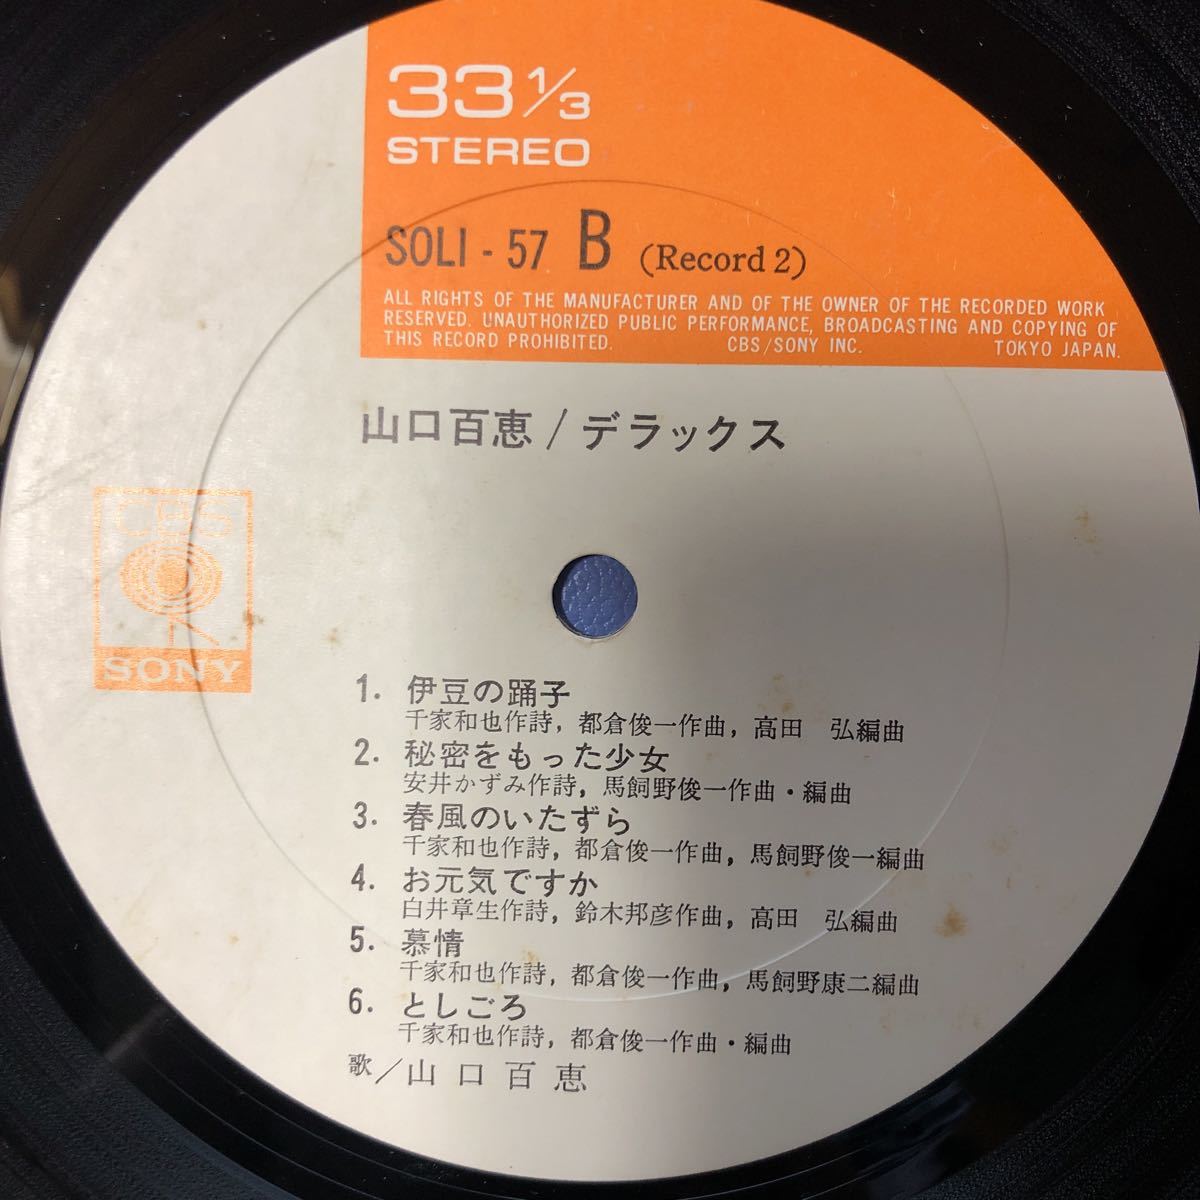 33 1/3
STEREO
SOLI - 57 B (Record 2)
ALL RIGHTS OF THE MANUFACTURER AND OF THE OWNER OF THE RECORDED WORK
RESERVED. UNAUTHORIZED PUBLIC PERFORMANCE, BROADCASTING AND COPYING OF
THIS RECORD PROHIBITED. CBS/SONY INC. TOKYO JAPAN.
山口百恵/デラックス
CBS
SONY
1. 伊豆の踊子
千家和也作詩, 都倉俊一作曲, 高田 弘編曲
2. 秘密をもった少女
安井かずみ作詩, 馬飼野俊一作曲・編曲
3. 春風のいたずら
千家和也作詩, 都倉俊一作曲, 馬飼野俊一編曲
4. お元気ですか
白井章生作詩, 鈴木邦彦作曲, 高田 弘編曲
5. 慕情
千家和也作詩, 都倉俊一作曲, 馬飼野康二編曲
6. としごろ
千家和也作詩, 都倉俊一作曲・編曲
歌/山口百恵